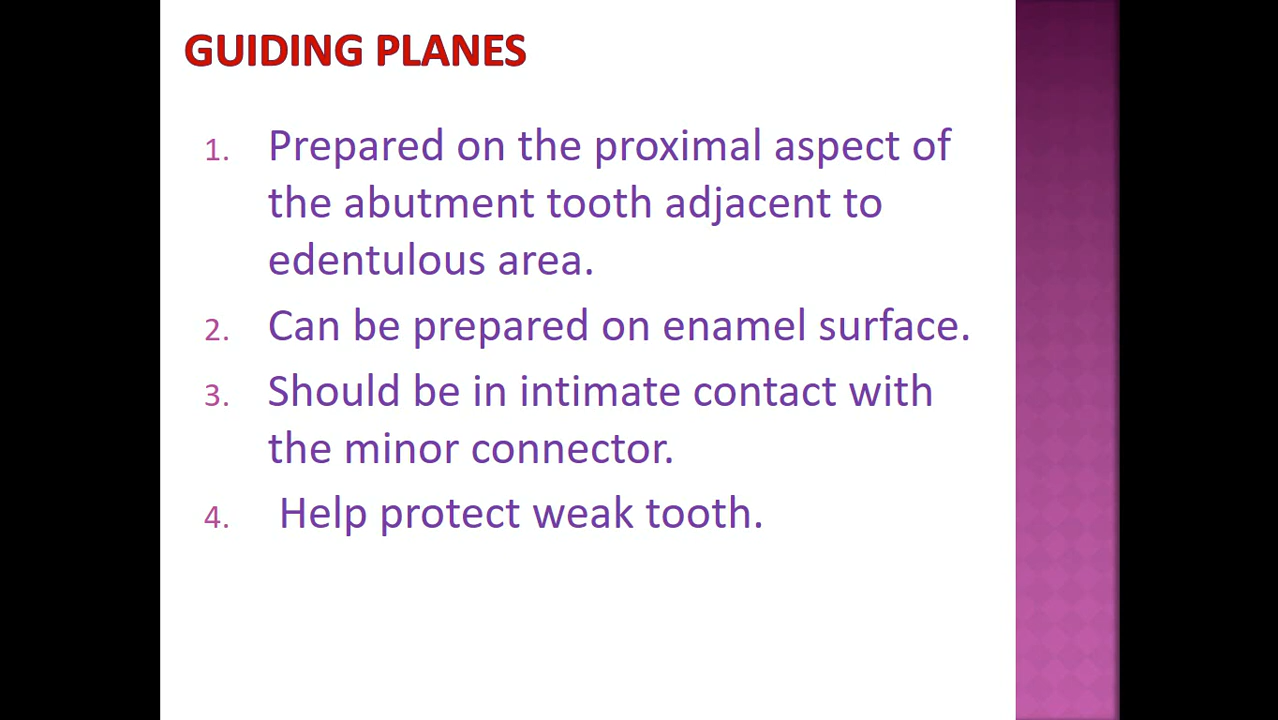 GUIDING PLANES
1. Prepared on the proximal aspect of
the abutment tooth adjacent to
edentulous area.
2. Can be prepared on enamel surface.
3. Should be in intimate contact with
the minor connector.
4. Help protect weak tooth.